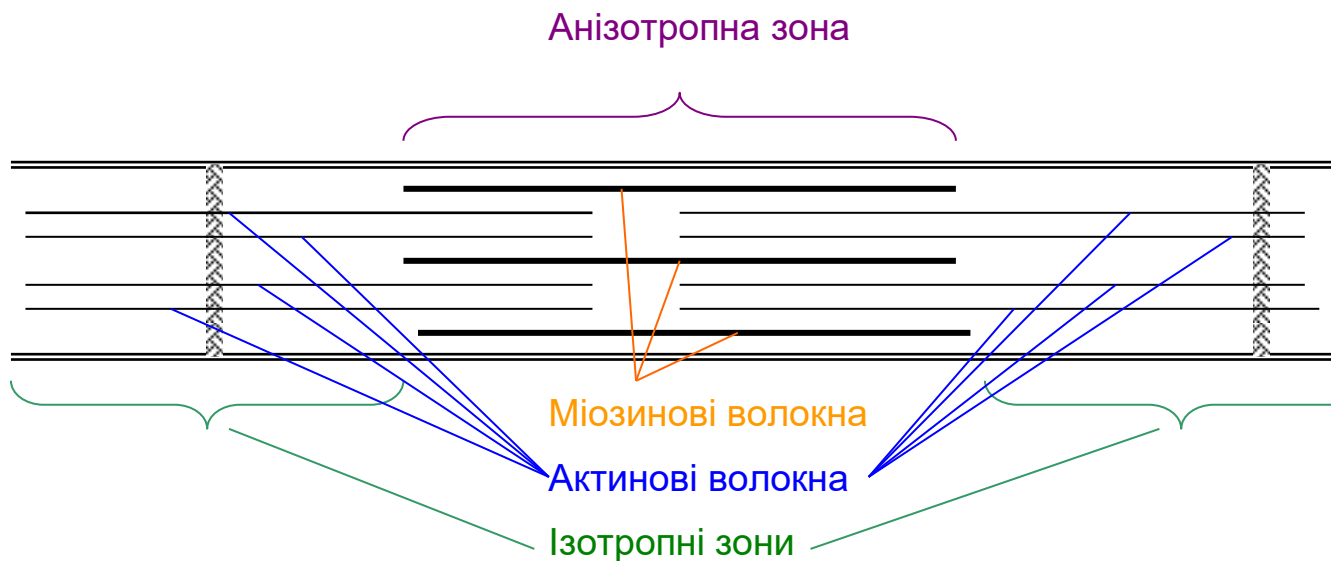 Анізотропна зона
Міозинові волокна
Актинові волокна
Ізотропні зони